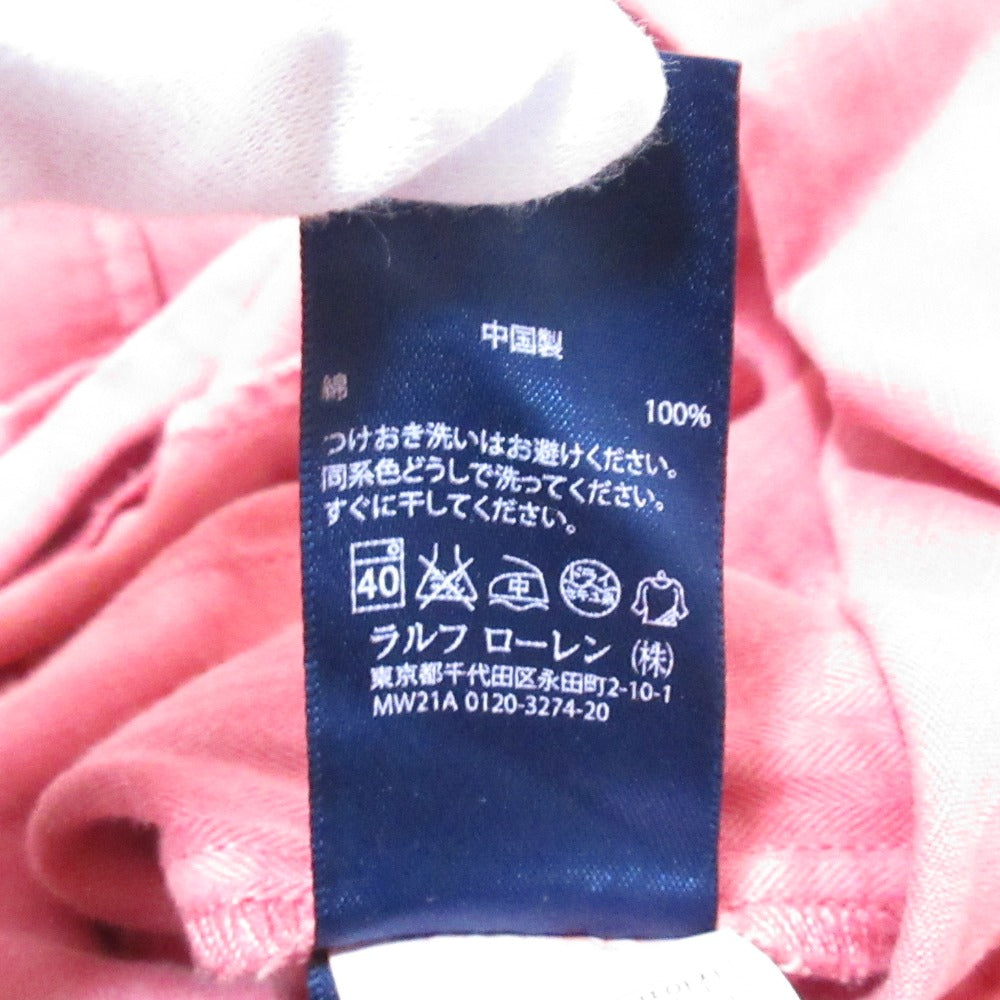 中国製
綿 100%
つけおき洗いはお避けください。
同系色どうしで洗ってください。
すぐに干してください。
40 中 ドライ
ラルフ ローレン (株)
東京都千代田区永田町2-10-1
MW21A 0120-3274-20